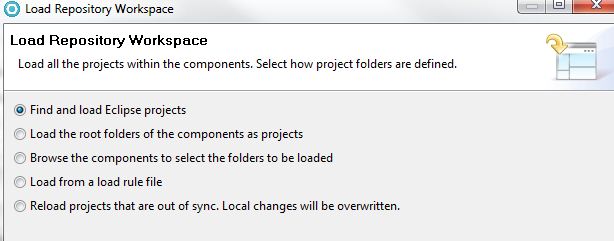 Load Repository Workspace
Load Repository Workspace
Load all the projects within the components. Select how project folders are defined.
Find and load Eclipse projects
Load the root folders of the components as projects
Browse the components to select the folders to be loaded
Load from a load rule file
Reload projects that are out of sync. Local changes will be overwritten.